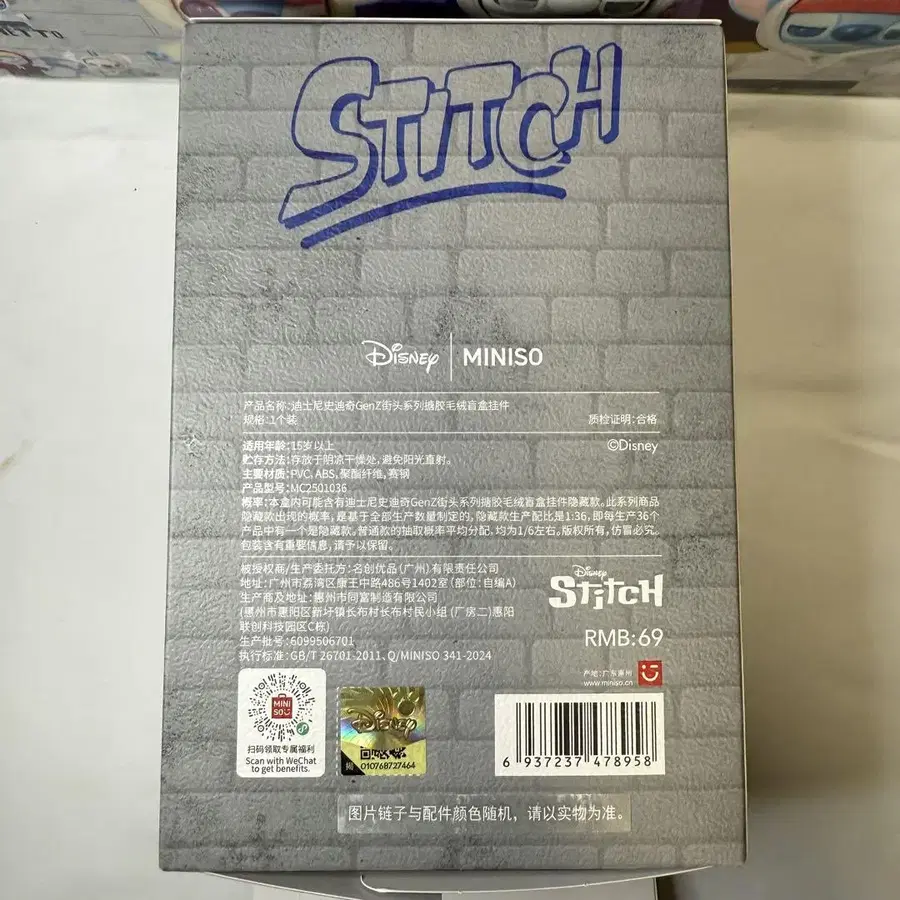 STITCH
Disney | MINISO
产品名称:迪士尼史迪奇GenZ街头系列搪胶毛绒盲盒挂件
规格:1个装
质检证明:合格
适用年龄:15岁以上
©Disney
贮存方法:存放于阴凉干燥处,避免阳光直射。
主要材质:PVC, ABS, 聚酯纤维, 赛钢
产品型号:MC2501036
概率:本盒内可能含有迪士尼史迪奇GenZ街头系列搪胶毛绒盲盒挂件隐藏款。此系列商品
隐藏款出现的概率,是基于全部生产数量制定的,隐藏款生产配比是1:36,即每生产36个
产品中有一个是隐藏款。普通款的抽取概率平均分配,均为1/6左右。版权所有,仿冒必究。
包装含有重要信息,请予以保留。
被授权商/生产委托方:名创优品(广州)有限责任公司
地址:广州市荔湾区康王中路486号1402室(部位:自编A)
生产商及地址:惠州市同富制造有限公司
(惠州市惠阳区新圩镇长布村长布村民小组(厂房二)惠阳
联创科技园区C栋)
生产批号:6099506701
执行标准:GB/T 26701-2011、Q/MINISO 341-2024
Disney
Stitch
RMB:69
产地:广东惠州
www.miniso.cn
MINI
SO
扫码领取专属福利
Scan with WeChat
to get benefits.
Disney
010768727464
6 937237 478958
图片链子与配件颜色随机，请以实物为准。